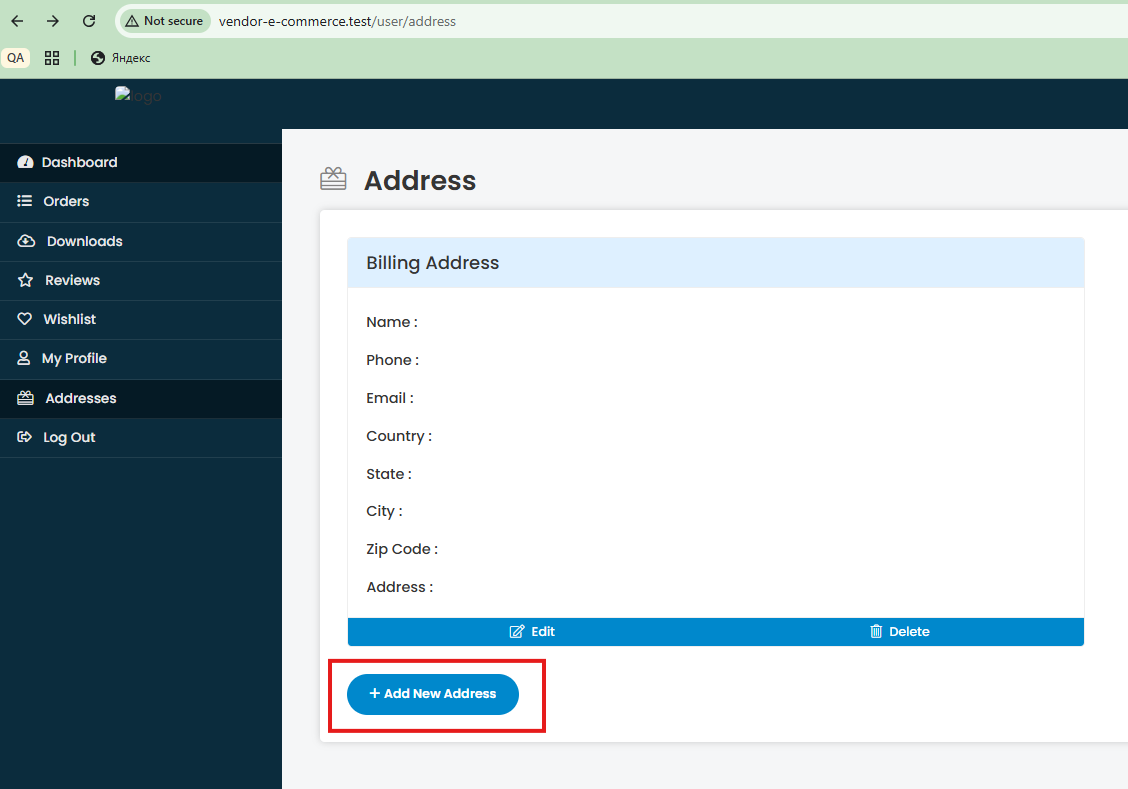 Not secure vendor-e-commerce.test/user/address
QA Яндекс
logo
Dashboard
Orders
Downloads
Reviews
Wishlist
My Profile
Addresses
Log Out
Address
Billing Address
Name :
Phone :
Email :
Country :
State :
City :
Zip Code :
Address :
Edit Delete
+ Add New Address